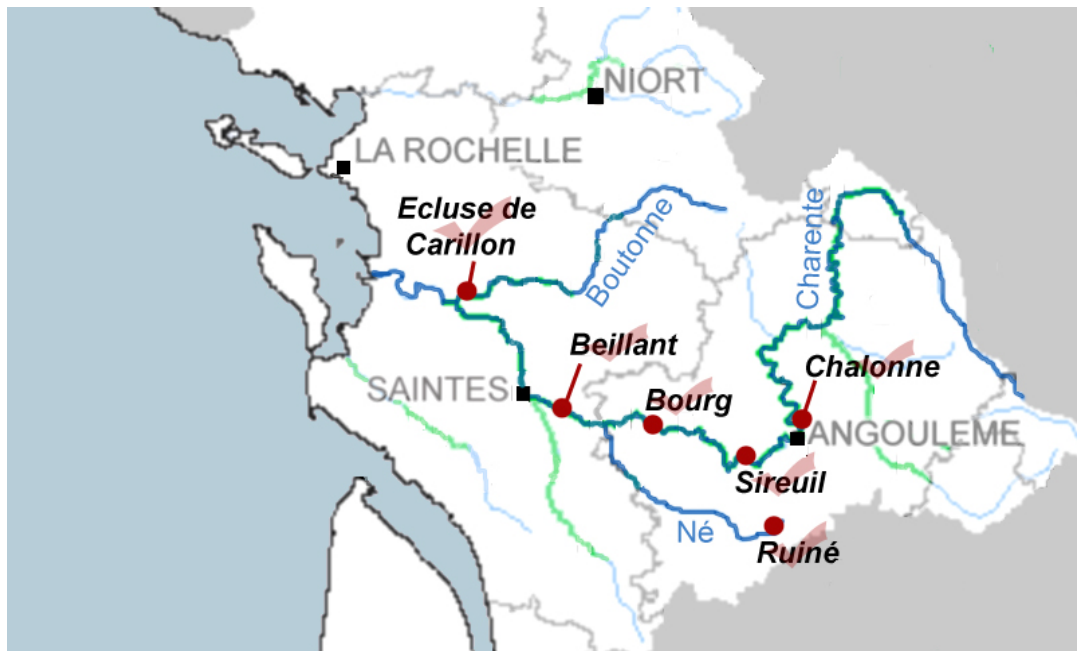 NIORT
LA ROCHELLE
Ecluse de
Carillon
Boutonne
Charente
Beillant
Chalonne
SAINTES
Bourg
ANGOULEME
Sireuil
Né
Ruiné